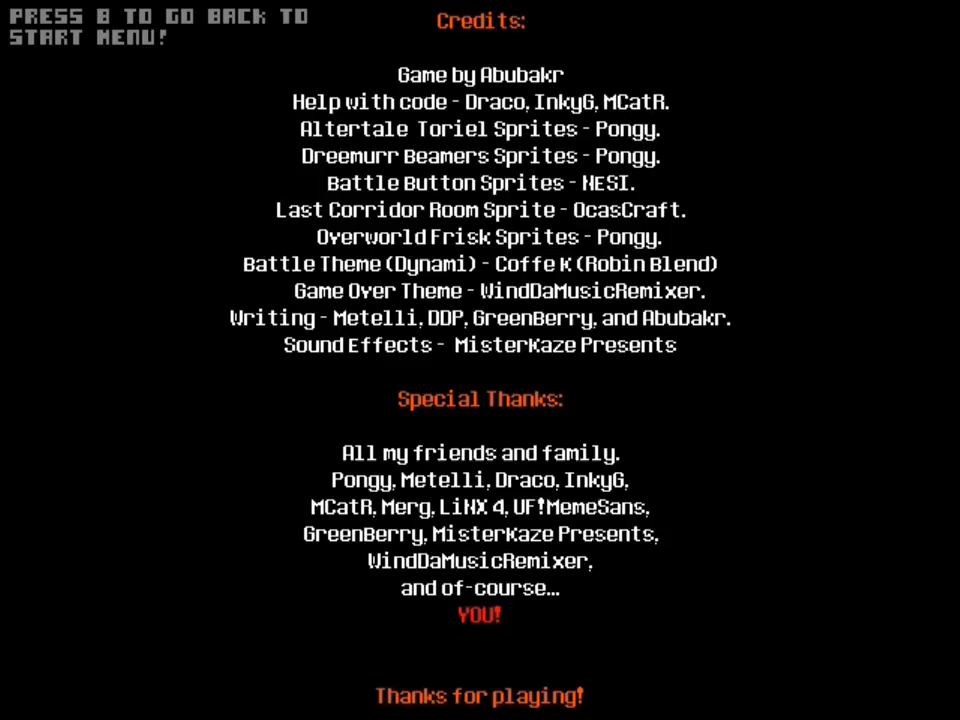 PRESS B TO GO BACK TO
START MENU!
Credits:
Game by Abubakr
Help with code - Draco, InkyG, MCatR.
Altertale Toriel Sprites - Pongy.
Dreemurr Beamers Sprites - Pongy.
Battle Button Sprites - NESI.
Last Corridor Room Sprite - OcasCraft.
Overworld Frisk Sprites - Pongy.
Battle Theme (Dynami) - Coffe K (Robin Blend)
Game Over Theme - WindDaMusicRemixer.
Writing - Metelli, DDP, GreenBerry, and Abubakr.
Sound Effects - MisterKaze Presents
Special Thanks:
All my friends and family.
Pongy, Metelli, Draco, InkyG,
MCatR, Merg, LiNX 4, UF!MemeSans,
GreenBerry, MisterKaze Presents,
WindDaMusicRemixer,
and of-course...
YOU!
Thanks for playing!